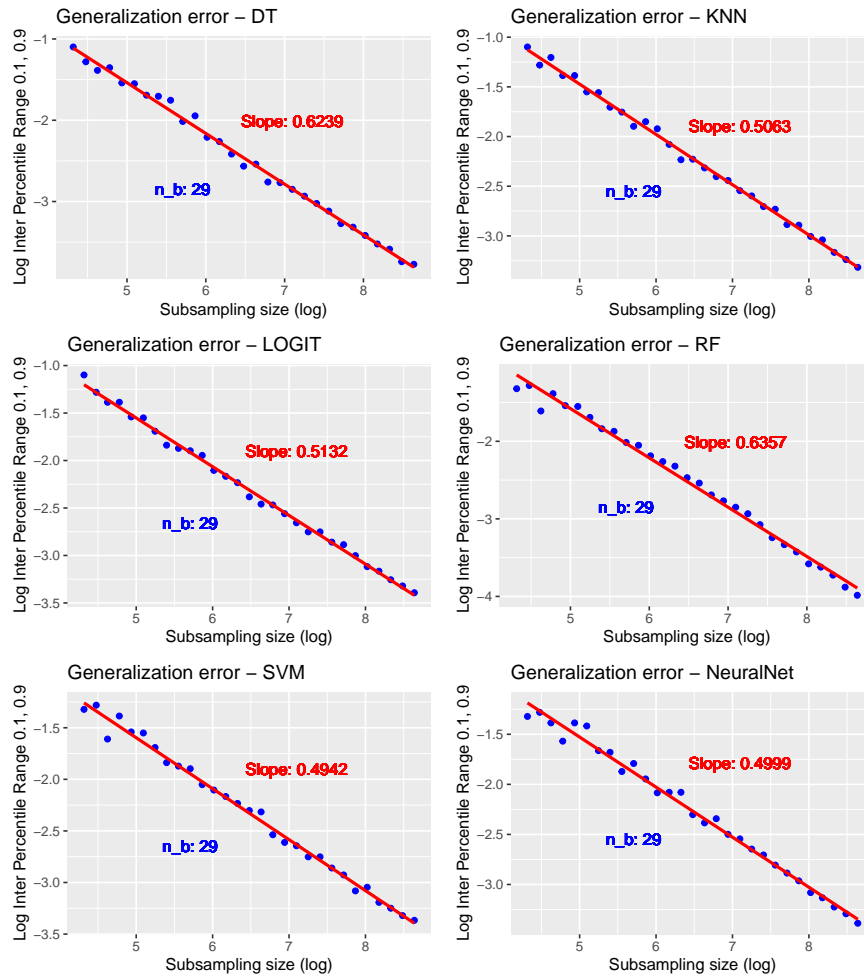 Generalization error – DT
Log Inter Percentile Range 0.1, 0.9
−1
−2
−3
Slope: 0.6239
n_b: 29
5
6
7
8
Subsampling size (log)
Generalization error – KNN
Log Inter Percentile Range 0.1, 0.9
−1.0
−1.5
−2.0
−2.5
−3.0
Slope: 0.5063
n_b: 29
5
6
7
8
Subsampling size (log)
Generalization error – LOGIT
Log Inter Percentile Range 0.1, 0.9
−1.0
−1.5
−2.0
−2.5
−3.0
−3.5
Slope: 0.5132
n_b: 29
5
6
7
8
Subsampling size (log)
Generalization error – RF
Log Inter Percentile Range 0.1, 0.9
−2
−3
−4
Slope: 0.6357
n_b: 29
5
6
7
8
Subsampling size (log)
Generalization error – SVM
Log Inter Percentile Range 0.1, 0.9
−1.5
−2.0
−2.5
−3.0
−3.5
Slope: 0.4942
n_b: 29
5
6
7
8
Subsampling size (log)
Generalization error – NeuralNet
Log Inter Percentile Range 0.1, 0.9
−1.5
−2.0
−2.5
−3.0
Slope: 0.4999
n_b: 29
5
6
7
8
Subsampling size (log)